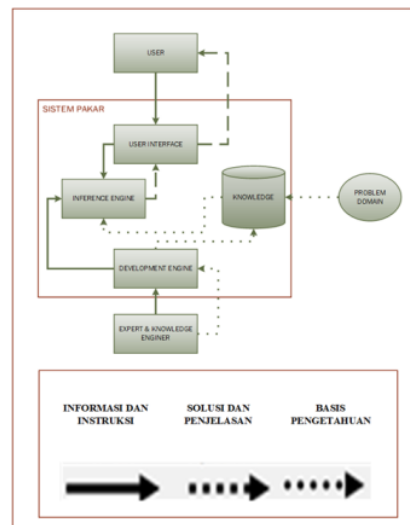 USER
SISTEM PAKAR
USER INTERFACE
INFERENCE ENGINE
KNOWLEDGE
PROBLEM
DOMAIN
DEVELOPMENT ENGINE
EXPERT & KNOWLEDGE
ENGINER
INFORMASI DAN
INSTRUKSI
SOLUSI DAN
PENJELASAN
BASIS
PENGETAHUAN